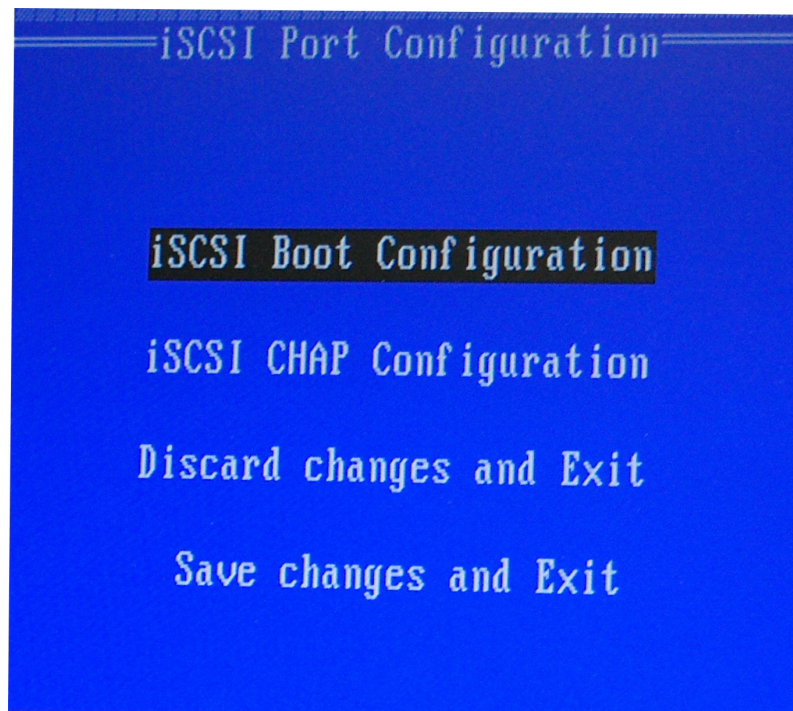 iSCSI Port Configuration
iSCSI Boot Configuration
iSCSI CHAP Configuration
Discard changes and Exit
Save changes and Exit